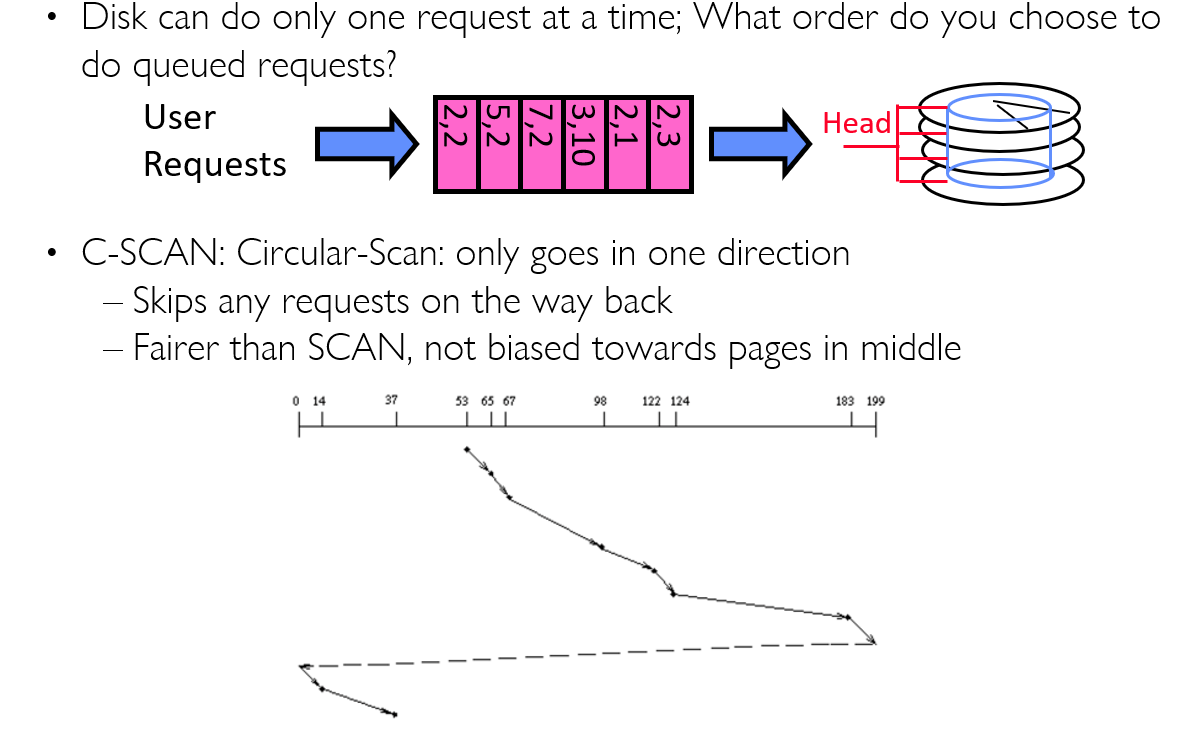 • Disk can do only one request at a time; What order do you choose to
do queued requests?
User
Requests
2,2
5,2
7,2
3,10
2,1
2,3
Head
• C-SCAN: Circular-Scan: only goes in one direction
– Skips any requests on the way back
– Fairer than SCAN, not biased towards pages in middle
0 14 37 53 65 67 98 122 124 183 199